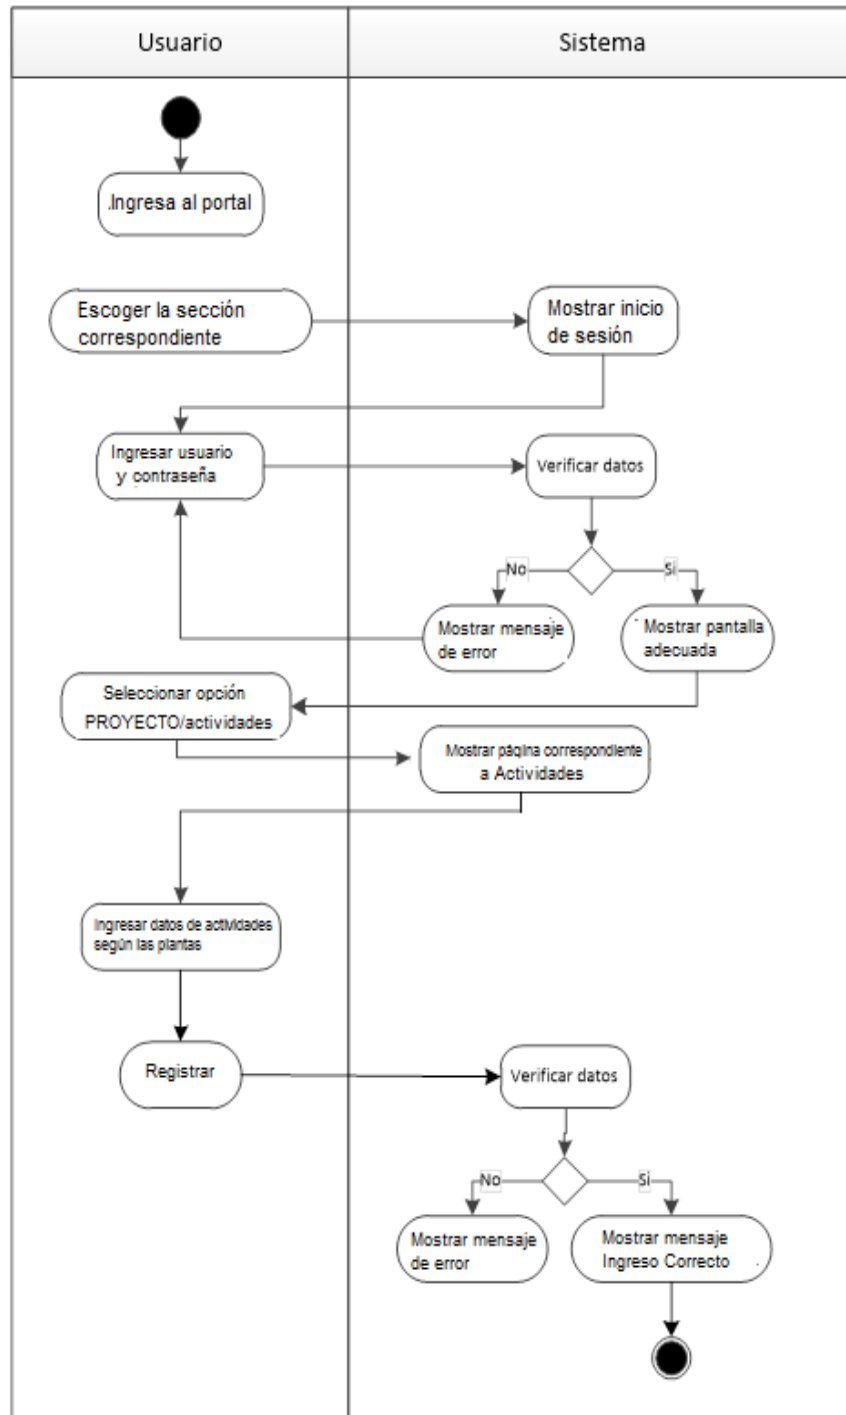 Usuario
Sistema
.Ingresa al portal
Escoger la sección
correspondiente
Mostrar inicio
de sesión
Ingresar usuario
y contraseña
Verificar datos
No
Si
Mostrar mensaje
de error
Mostrar pantalla
adecuada
Seleccionar opción
PROYECTO/actividades
Mostrar página correspondiente
a Actividades
Ingresar datos de actividades
según las plantas
Registrar
Verificar datos
No
Si
Mostrar mensaje
de error
Mostrar mensaje
Ingreso Correcto